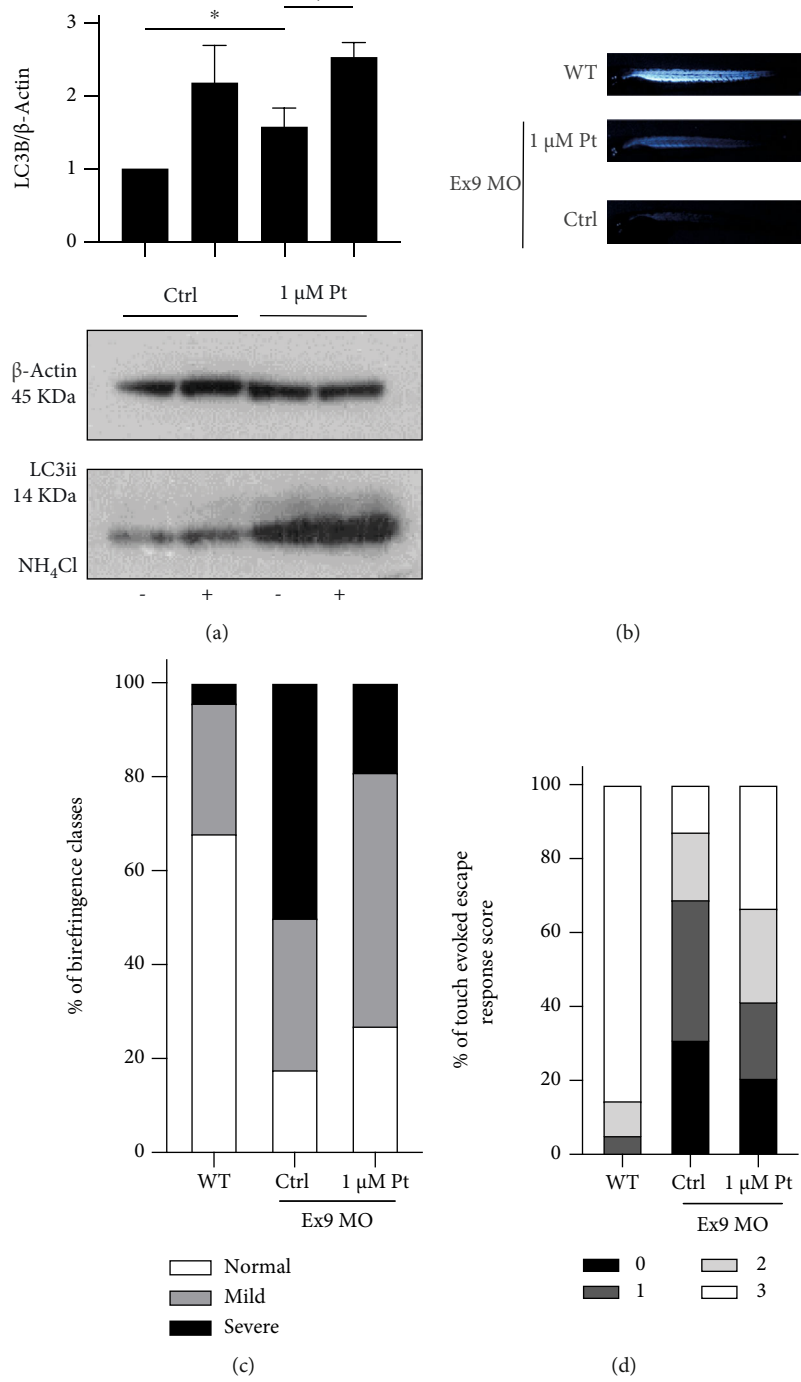 *
3
2
1
0
LC3B/β-Actin
Ctrl
1 μM Pt
β-Actin
45 KDa
LC3ii
14 KDa
NH₄Cl
- + - +
(a)
WT
1 μM Pt
Ex9 MO
Ctrl
(b)
100
80
60
40
20
0
% of birefringence classes
WT
Ctrl
1 μM Pt
Ex9 MO
Normal
Mild
Severe
(c)
100
80
60
40
20
0
% of touch evoked escape
response score
WT
Ctrl
1 μM Pt
Ex9 MO
0
1
2
3
(d)